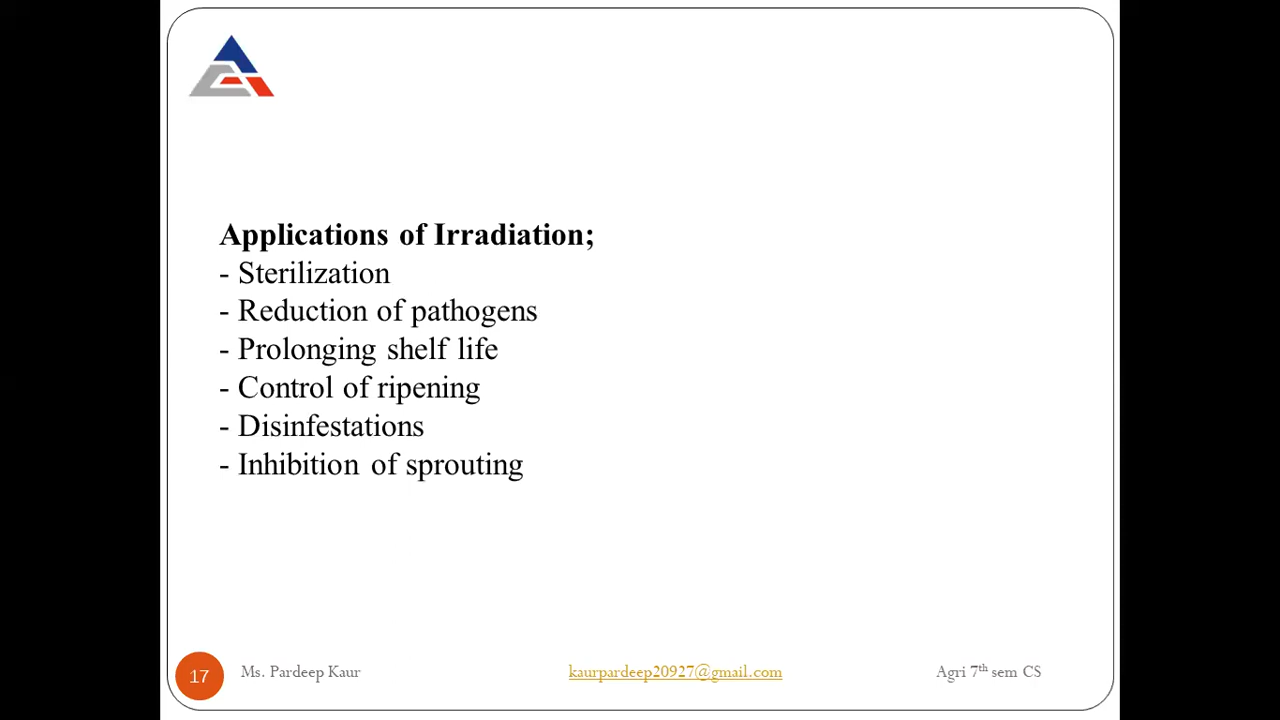 Applications of Irradiation;
- Sterilization
- Reduction of pathogens
- Prolonging shelf life
- Control of ripening
- Disinfestations
- Inhibition of sprouting
17 Ms. Pardeep Kaur kaurpardeep20927@gmail.com Agri 7th sem CS